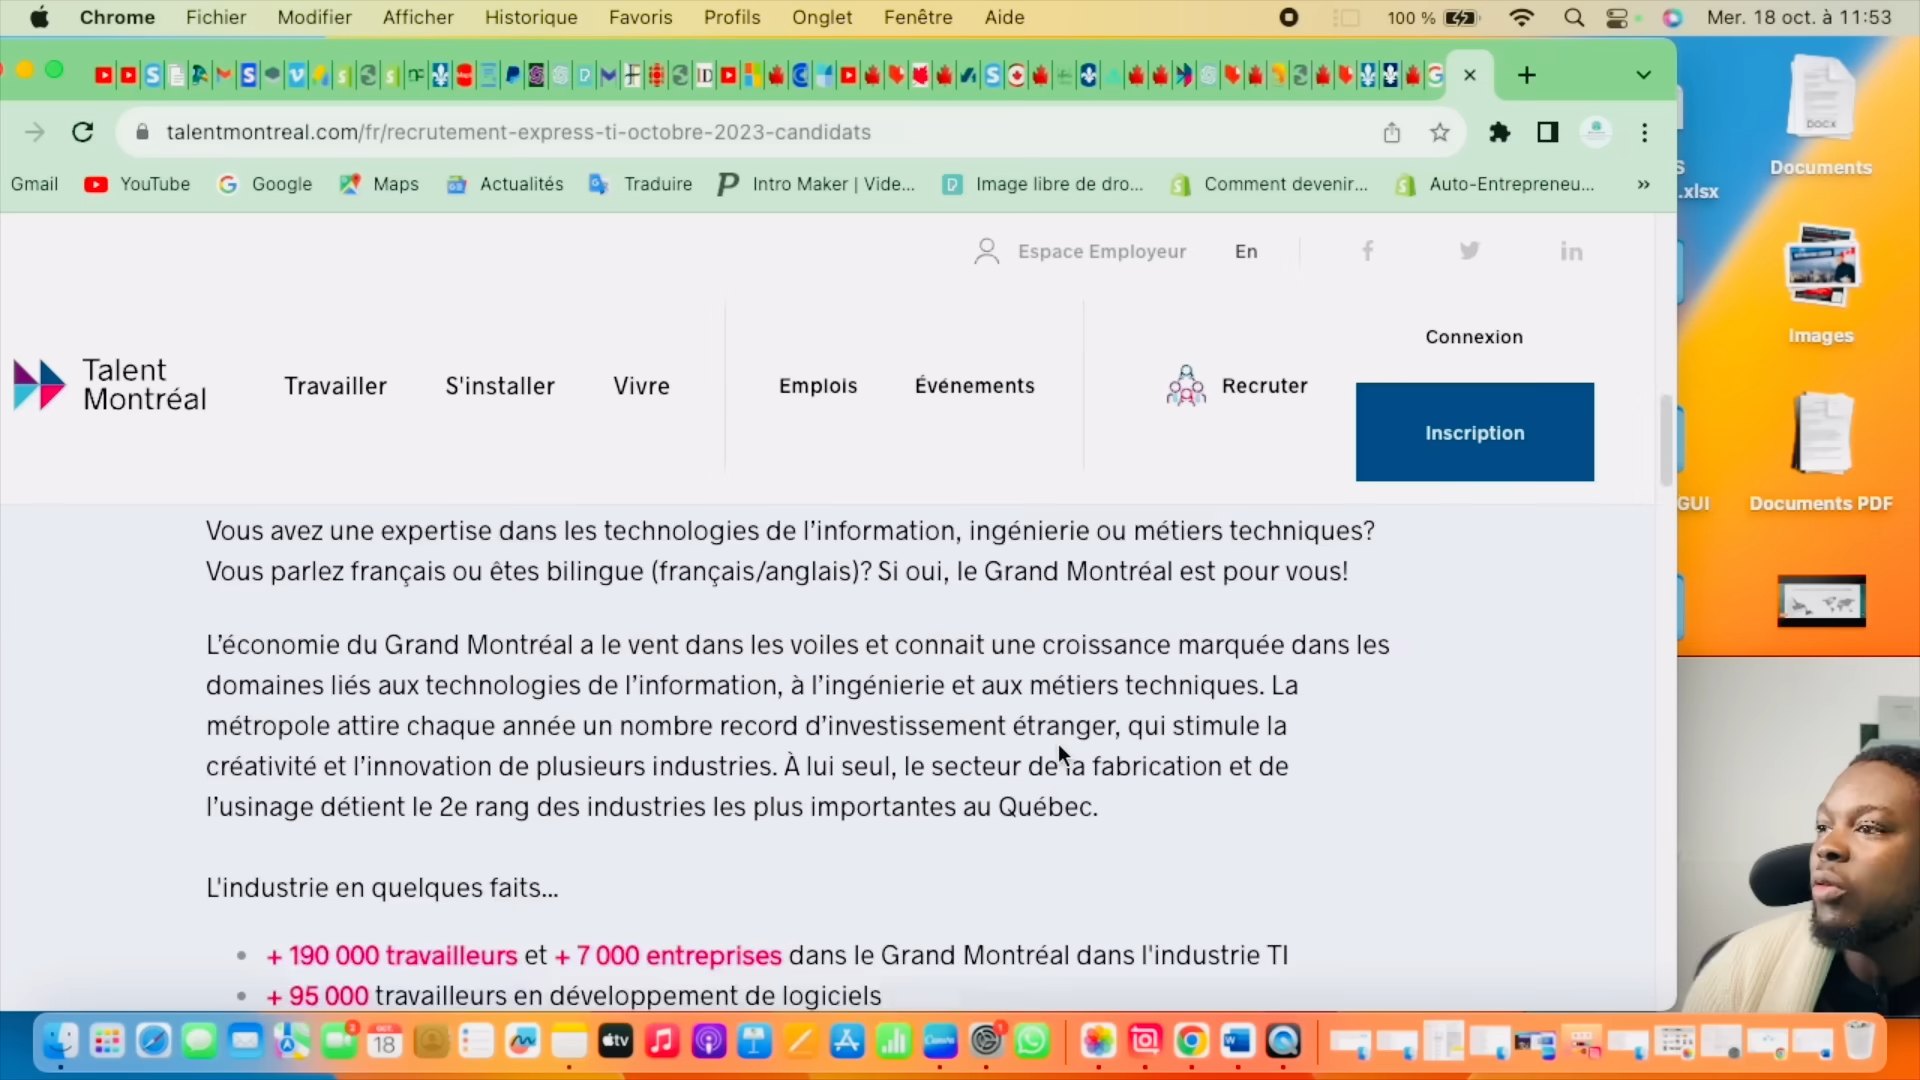 Chrome Fichier Modifier Afficher Historique Favoris Profils Onglet Fenêtre Aide 100 % Mer. 18 oct. à 11:53
talentmontreal.com/fr/recrutement-express-ti-octobre-2023-candidats
Gmail YouTube Google Maps Actualités Traduire Intro Maker | Vide... Image libre de dro... Comment devenir... Auto-Entrepreneu... »
Espace Employeur En
Connexion
Talent
Montréal
Travailler S'installer Vivre Emplois Événements Recruter
Inscription
Vous avez une expertise dans les technologies de l’information, ingénierie ou métiers techniques?
Vous parlez français ou êtes bilingue (français/anglais)? Si oui, le Grand Montréal est pour vous!
L’économie du Grand Montréal a le vent dans les voiles et connait une croissance marquée dans les
domaines liés aux technologies de l’information, à l’ingénierie et aux métiers techniques. La
métropole attire chaque année un nombre record d’investissement étranger, qui stimule la
créativité et l’innovation de plusieurs industries. À lui seul, le secteur de la fabrication et de
l’usinage détient le 2e rang des industries les plus importantes au Québec.
L'industrie en quelques faits...
+ 190 000 travailleurs et + 7 000 entreprises dans le Grand Montréal dans l'industrie TI
+ 95 000 travailleurs en développement de logiciels
DOCX
Documents
S
.xlsx
Images
GUI
Documents PDF
OCT.
18
tv